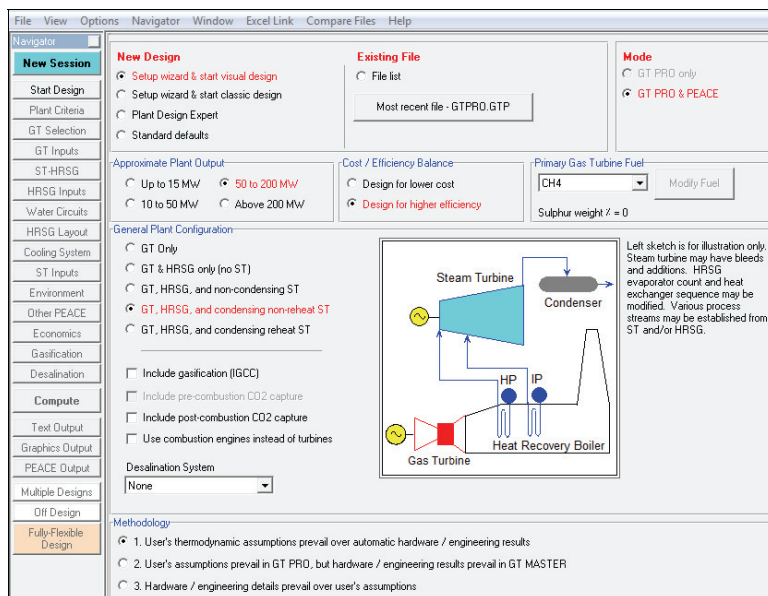 File View Options Navigator Window Excel Link Compare Files Help
Navigator
New Session
Start Design
Plant Criteria
GT Selection
GT Inputs
ST-HRSG
HRSG Inputs
Water Circuits
HRSG Layout
Cooling System
ST Inputs
Environment
Other PEACE
Economics
Gasification
Desalination
Compute
Text Output
Graphics Output
PEACE Output
Multiple Designs
Off Design
Fully-Flexible
Design
New Design
Setup wizard & start visual design
Setup wizard & start classic design
Plant Design Expert
Standard defaults
Existing File
File list
Most recent file - GTPRO.GTP
Mode
GT PRO only
GT PRO & PEACE
Approximate Plant Output
Up to 15 MW
50 to 200 MW
10 to 50 MW
Above 200 MW
Cost / Efficiency Balance
Design for lower cost
Design for higher efficiency
Primary Gas Turbine Fuel
CH4
Modify Fuel
Sulphur weight % = 0
General Plant Configuration
GT Only
GT & HRSG only (no ST)
GT, HRSG, and non-condensing ST
GT, HRSG, and condensing non-reheat ST
GT, HRSG, and condensing reheat ST
Include gasification (IGCC)
Include pre-combustion CO2 capture
Include post-combustion CO2 capture
Use combustion engines instead of turbines
Desalination System
None
Steam Turbine
Condenser
HP
IP
Heat Recovery Boiler
Gas Turbine
Left sketch is for illustration only.
Steam turbine may have bleeds
and additions. HRSG
evaporator count and heat
exchanger sequence may be
modified. Various process
streams may be established from
ST and/or HRSG.
Methodology
1. User's thermodynamic assumptions prevail over automatic hardware / engineering results
2. User's assumptions prevail in GT PRO, but hardware / engineering results prevail in GT MASTER
3. Hardware / engineering details prevail over user's assumptions